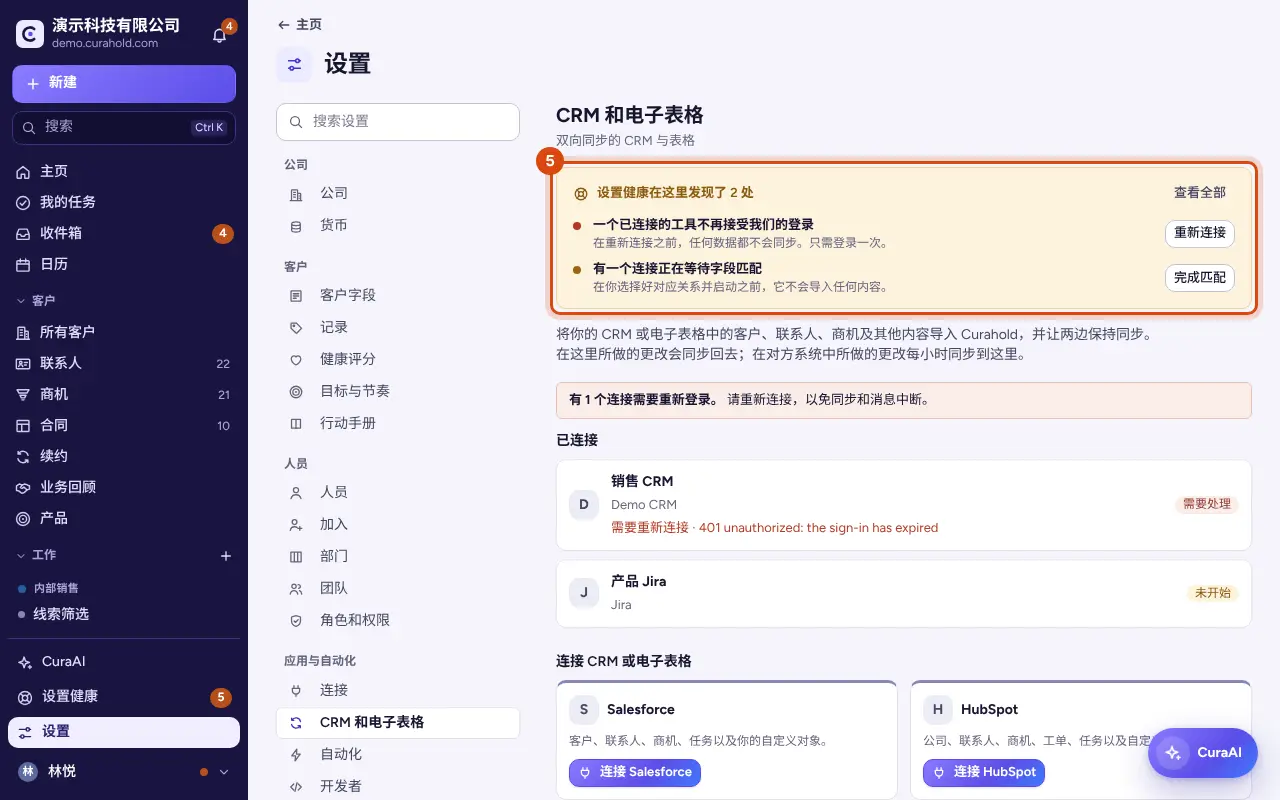 演示科技有限公司
demo.curahold.com
4
新建
搜索
Ctrl K
主页
我的任务
收件箱
4
日历
客户
所有客户
联系人
22
商机
21
合同
10
续约
业务回顾
产品
工作
内部销售
线索筛选
CuraAI
设置健康
5
设置
林
林悦
主页
设置
搜索设置
公司
公司
货币
客户
客户字段
记录
健康评分
目标与节奏
行动手册
人员
人员
加入
部门
团队
角色和权限
应用与自动化
连接
CRM 和电子表格
自动化
开发者
CRM 和电子表格
双向同步的 CRM 与表格
5
设置健康在这里发现了 2 处
查看全部
一个已连接的工具不再接受我们的登录
在重新连接之前，任何数据都不会同步。只需登录一次。
重新连接
有一个连接正在等待字段匹配
在你选择好对应关系并启动之前，它不会导入任何内容。
完成匹配
将你的 CRM 或电子表格中的客户、联系人、商机及其他内容导入 Curahold，并让两边保持同步。
在这里所做的更改会同步回去；在对方系统中所做的更改每小时同步到这里。
有 1 个连接需要重新登录。 请重新连接，以免同步和消息中断。
已连接
D
销售 CRM
Demo CRM
需要重新连接 · 401 unauthorized: the sign-in has expired
需要处理
J
产品 Jira
Jira
未开始
连接 CRM 或电子表格
S
Salesforce
客户、联系人、商机、任务以及你的自定义对象。
连接 Salesforce
H
HubSpot
公司、联系人、商机、工单、任务以及自定
连接 HubSpot
CuraAI